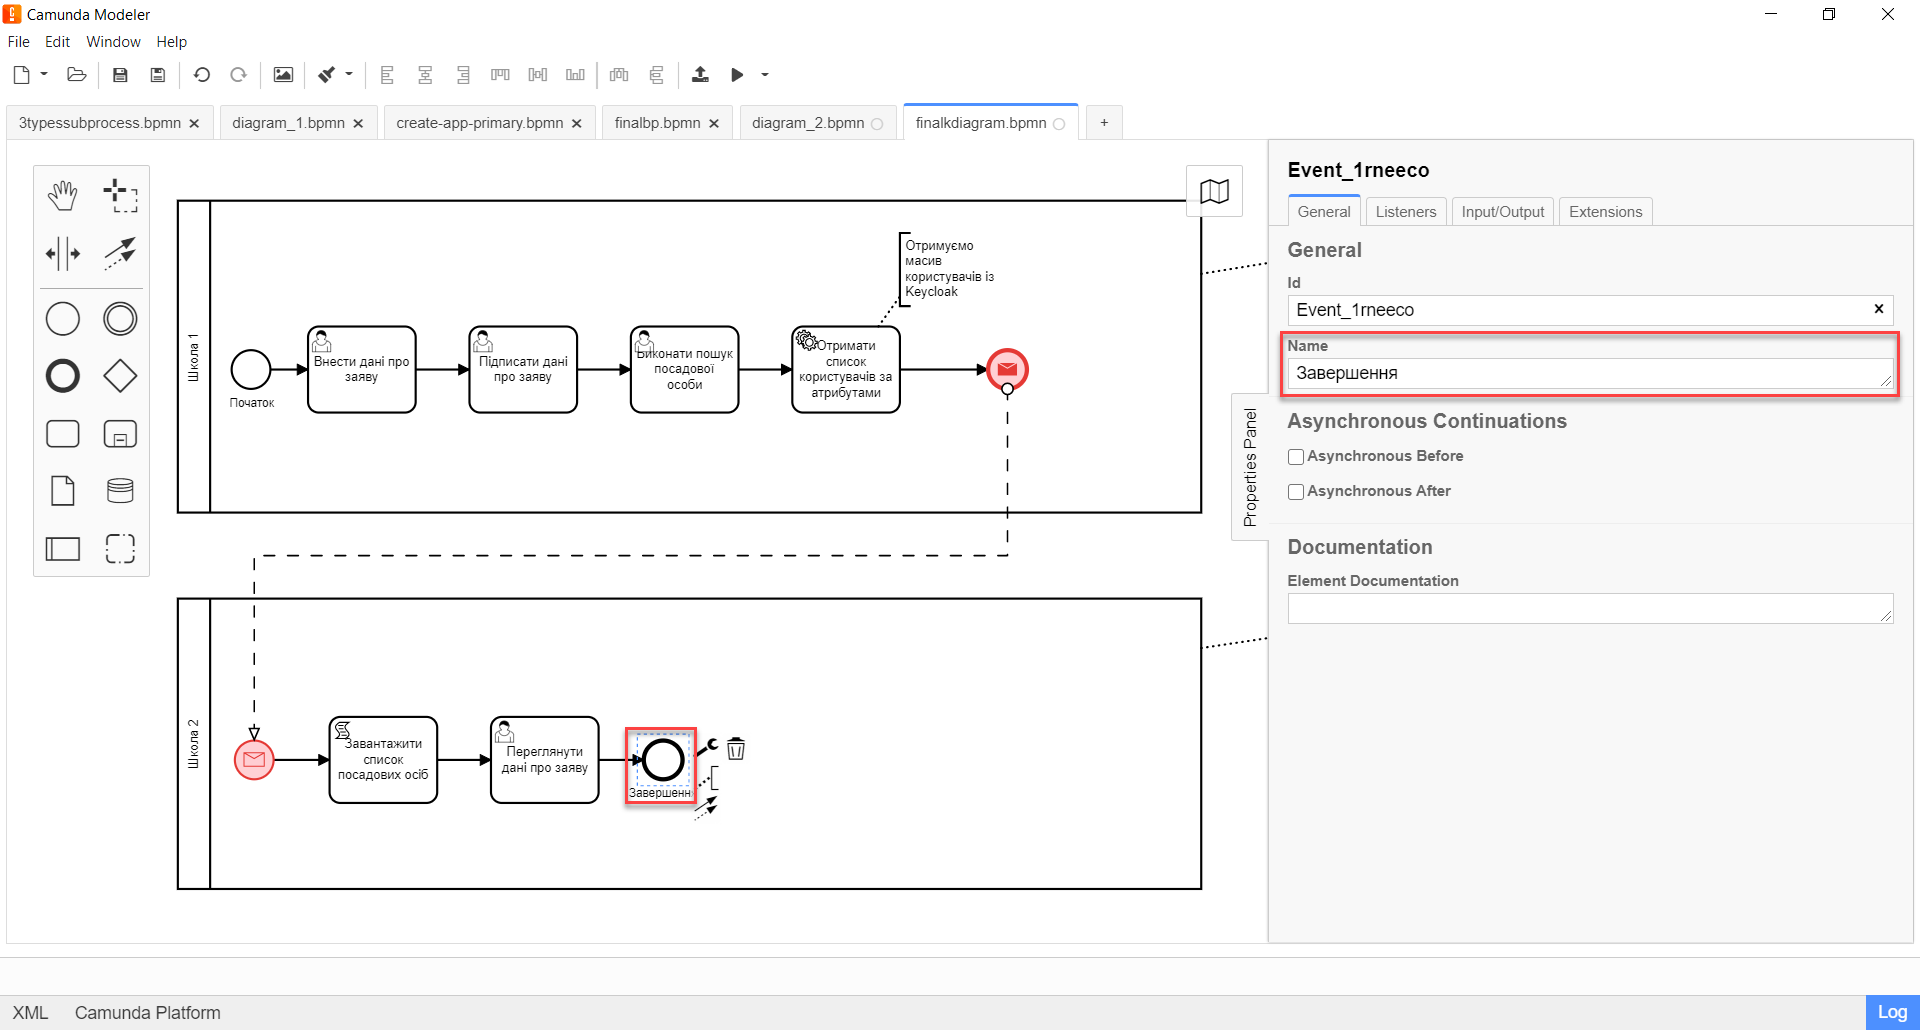 Camunda Modeler
File Edit Window Help
3typessubprocess.bpmn diagram_1.bpmn create-app-primary.bpmn finalbp.bpmn diagram_2.bpmn finalkdiagram.bpmn +
Школа 1
Початок
Внести дані про
заяву
Підписати дані
про заяву
Виконати пошук
посадової
особи
Отримати
список
користувачів за
атрибутами
Отримуємо
масив
користувачів із
Keycloak
Школа 2
Завантажити
список
посадових осіб
Переглянути
дані про заяву
Завершення
Properties Panel
Event_1rneeco
General Listeners Input/Output Extensions
General
Id
Event_1rneeco
Name
Завершення
Asynchronous Continuations
Asynchronous Before
Asynchronous After
Documentation
Element Documentation
XML Camunda Platform Log